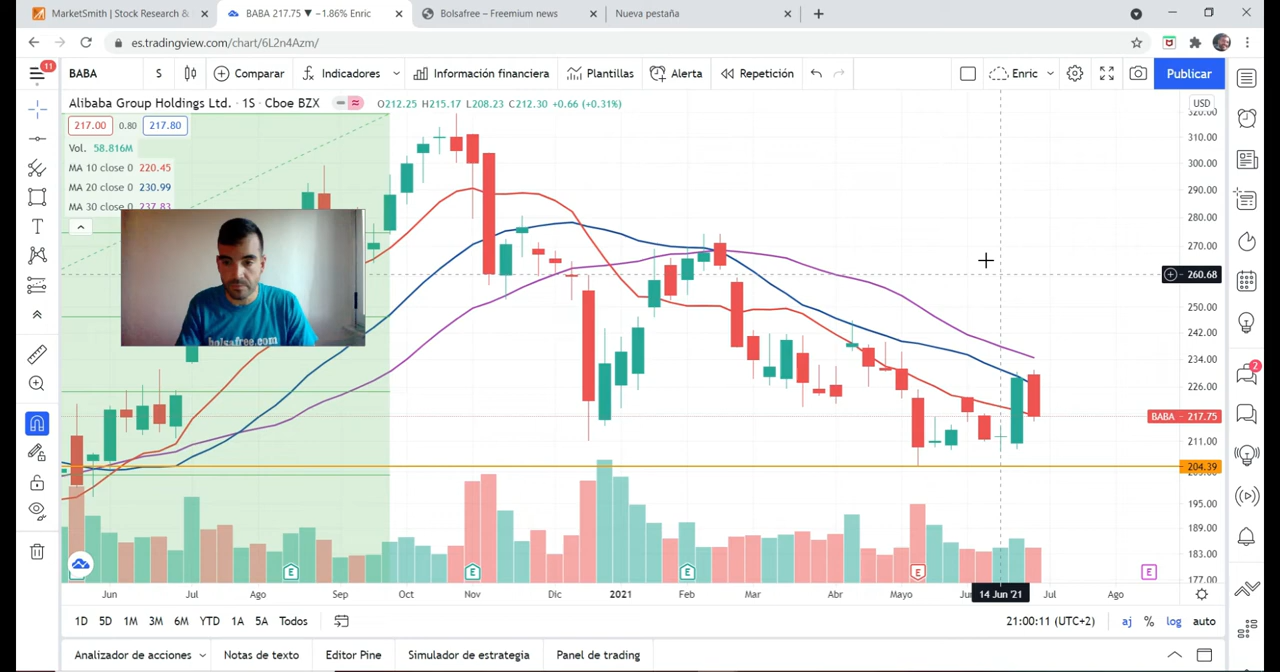 MarketSmith | Stock Research &
BABA 217.75 ▼ −1.86% Enric
Bolsafree – Freemium news
Nueva pestaña
es.tradingview.com/chart/6L2n4Azm/
11
BABA
S
Comparar
Indicadores
Información financiera
Plantillas
Alerta
Repetición
Enric
Publicar
Alibaba Group Holdings Ltd. · 1S · Cboe BZX
O212.25 H215.17 L208.23 C212.30 +0.66 (+0.31%)
USD
217.00 0.80 217.80
Vol. 58.816M
MA 10 close 0 220.45
MA 20 close 0 230.99
MA 30 close 0 237.83
bolsafree.com
320.00
310.00
300.00
290.00
280.00
270.00
260.68
250.00
242.00
234.00
226.00
BABA 217.75
211.00
204.39
195.00
189.00
183.00
177.00
2
E
E
E
E
E
Jun
Jul
Ago
Sep
Oct
Nov
Dic
2021
Feb
Mar
Abr
Mayo
14 Jun '21
Jul
Ago
1D 5D 1M 3M 6M YTD 1A 5A Todos
21:00:11 (UTC+2)
aj % log auto
Analizador de acciones
Notas de texto
Editor Pine
Simulador de estrategia
Panel de trading